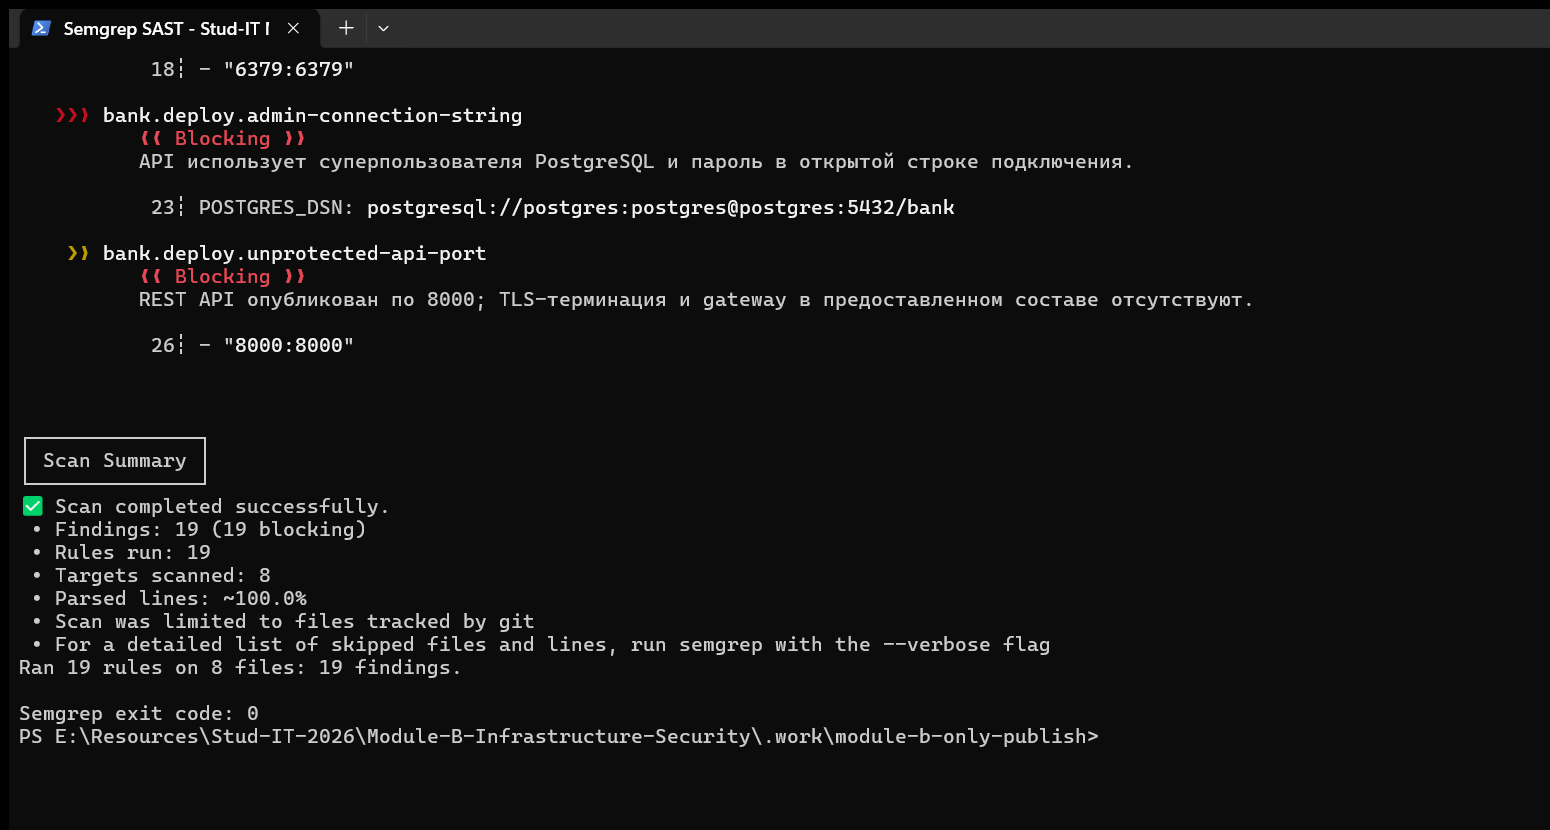 Semgrep SAST - Stud-IT
18┆ - "6379:6379"
❯❯❱ bank.deploy.admin-connection-string
❰❰ Blocking ❱❱
API использует суперпользователя PostgreSQL и пароль в открытой строке подключения.
23┆ POSTGRES_DSN: postgresql://postgres:postgres@postgres:5432/bank
❯❱ bank.deploy.unprotected-api-port
❰❰ Blocking ❱❱
REST API опубликован по 8000; TLS-терминация и gateway в предоставленном составе отсутствуют.
26┆ - "8000:8000"
Scan Summary
✅ Scan completed successfully.
• Findings: 19 (19 blocking)
• Rules run: 19
• Targets scanned: 8
• Parsed lines: ~100.0%
• Scan was limited to files tracked by git
• For a detailed list of skipped files and lines, run semgrep with the --verbose flag
Ran 19 rules on 8 files: 19 findings.
Semgrep exit code: 0
PS E:\Resources\Stud-IT-2026\Module-B-Infrastructure-Security\.work\module-b-only-publish>